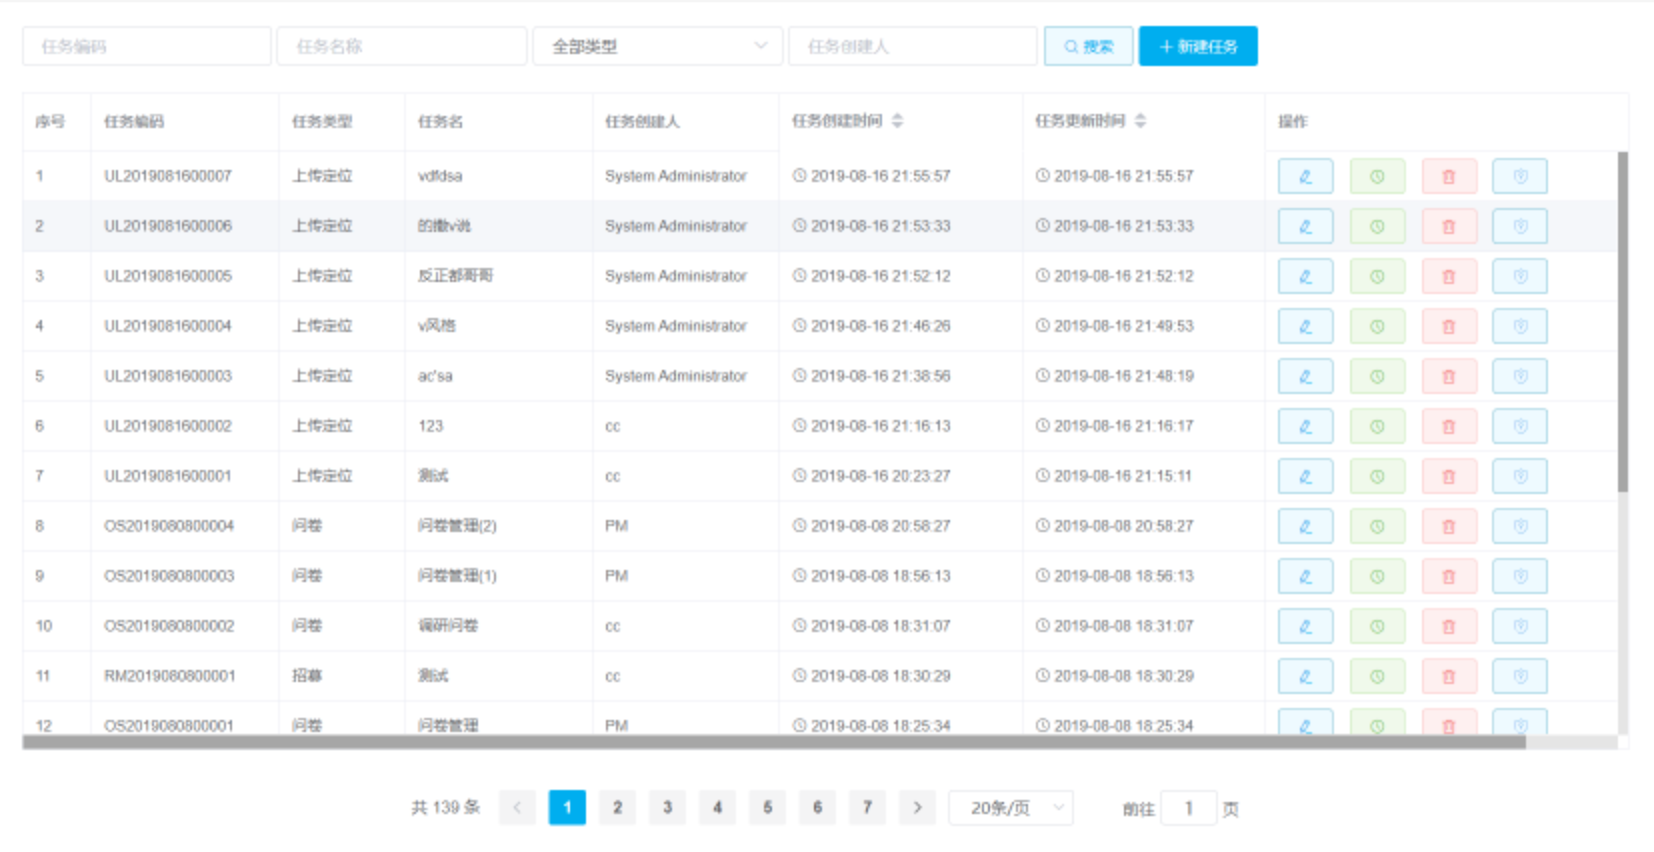 任务编码 任务名称 全部类型 任务创建人 搜索 + 新建任务
序号 任务编码 任务类型 任务名 任务创建人 任务创建时间 任务更新时间 操作
1 UL2019081600007 上传定位 vdfdsa System Administrator 2019-08-16 21:55:57 2019-08-16 21:55:57
2 UL2019081600006 上传定位 的撒v说 System Administrator 2019-08-16 21:53:33 2019-08-16 21:53:33
3 UL2019081600005 上传定位 反正都哥哥 System Administrator 2019-08-16 21:52:12 2019-08-16 21:52:12
4 UL2019081600004 上传定位 v风格 System Administrator 2019-08-16 21:46:26 2019-08-16 21:49:53
5 UL2019081600003 上传定位 ac'sa System Administrator 2019-08-16 21:38:56 2019-08-16 21:48:19
6 UL2019081600002 上传定位 123 cc 2019-08-16 21:16:13 2019-08-16 21:16:17
7 UL2019081600001 上传定位 测试 cc 2019-08-16 20:23:27 2019-08-16 21:15:11
8 OS2019080800004 问卷 问卷管理(2) PM 2019-08-08 20:58:27 2019-08-08 20:58:27
9 OS2019080800003 问卷 问卷管理(1) PM 2019-08-08 18:56:13 2019-08-08 18:56:13
10 OS2019080800002 问卷 调研问卷 cc 2019-08-08 18:31:07 2019-08-08 18:31:07
11 RM2019080800001 招募 测试 cc 2019-08-08 18:30:29 2019-08-08 18:30:29
12 OS2019080800001 问卷 问卷管理 PM 2019-08-08 18:25:34 2019-08-08 18:25:34
共 139 条 < 1 2 3 4 5 6 7 > 20条/页 前往 1 页